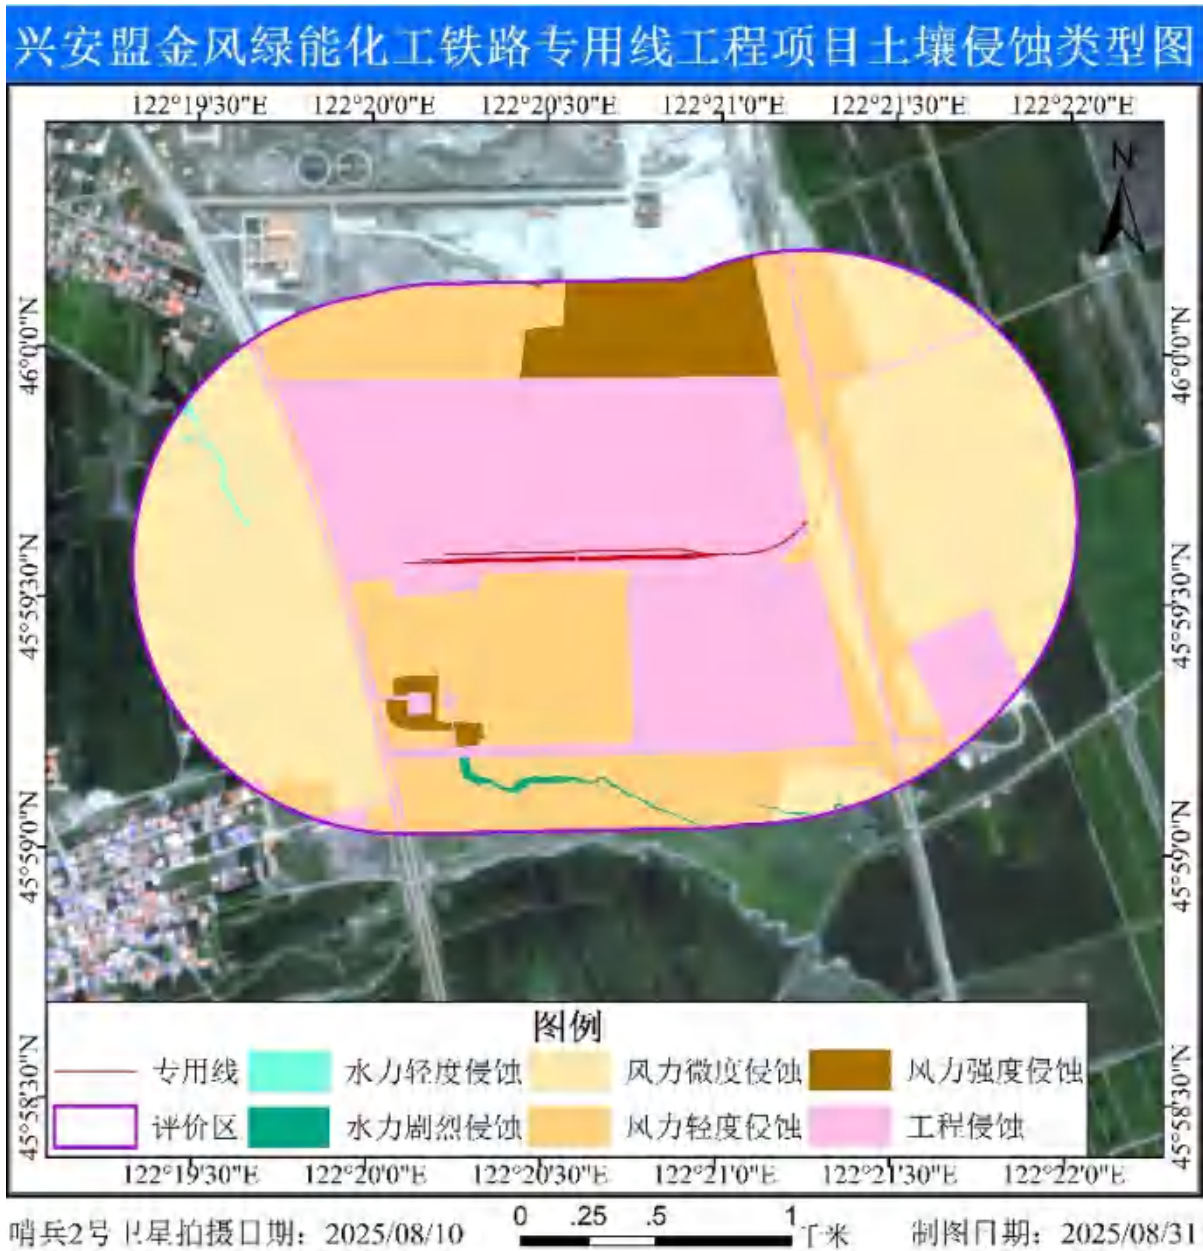 兴安盟金风绿能化工铁路专用线工程项目土壤侵蚀类型图
122°19'30"E 122°20'0"E 122°20'30"E 122°21'0"E 122°21'30"E 122°22'0"E
N
46°0'0"N 46°0'0"N
45°59'30"N 45°59'30"N
45°59'0"N 45°59'0"N
45°58'30"N 45°58'30"N
图例
专用线 水力轻度侵蚀 风力微度侵蚀 风力强度侵蚀
评价区 水力剧烈侵蚀 风力轻度侵蚀 工程侵蚀
122°19'30"E 122°20'0"E 122°20'30"E 122°21'0"E 122°21'30"E 122°22'0"E
哨兵2号卫星拍摄日期：2025/08/10 0 .25 .5 1 千米 制图日期：2025/08/31